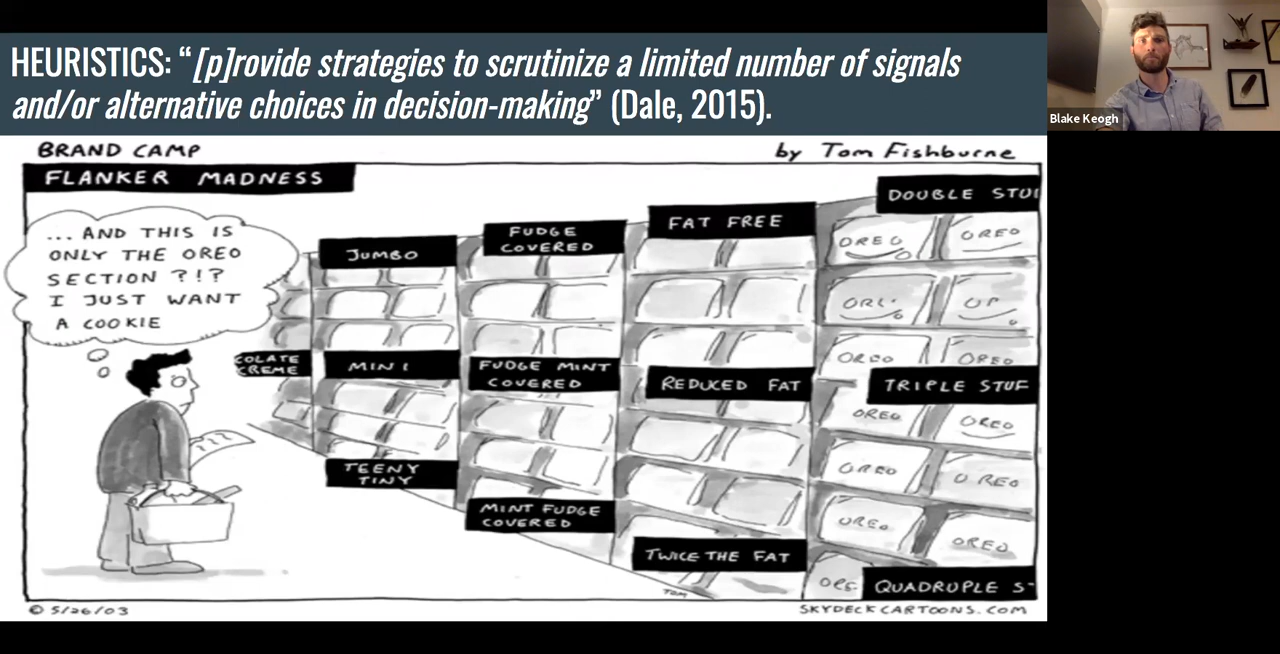 HEURISTICS: “[p]rovide strategies to scrutinize a limited number of signals
and/or alternative choices in decision-making” (Dale, 2015).
Blake Keogh
BRAND CAMP
by Tom Fishburne
FLANKER MADNESS
... AND THIS IS
ONLY THE OREO
SECTION ?!?
I JUST WANT
A COOKIE
COLATE
CREME
JUMBO
MINI
TEENY
TINY
FUDGE
COVERED
FUDGE MINT
COVERED
MINT FUDGE
COVERED
FAT FREE
REDUCED FAT
TWICE THE FAT
DOUBLE STUF
OREO OREO
OREO OREO
TRIPLE STUF
OREO OREO
OREO OREO
OREO OREO
QUADRUPLE S
TOM
© 5/26/03
SKYDECKCARTOONS.COM